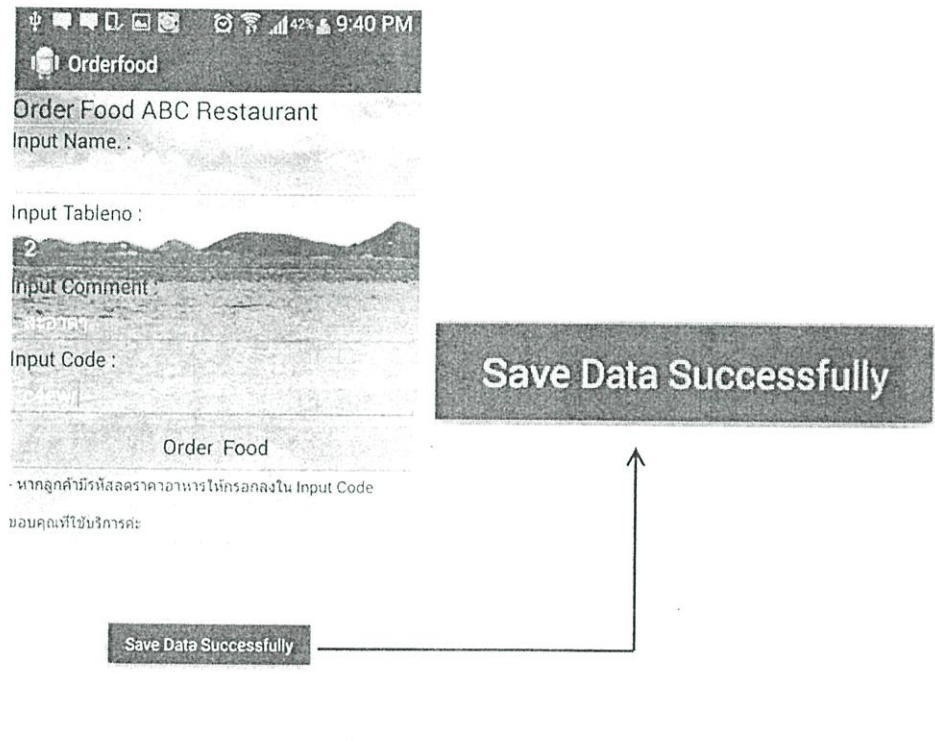 42% 9:40 PM
Orderfood
Order Food ABC Restaurant
Input Name. :
Input Tableno :
2
Input Comment :
Input Code :
Order Food
- หากลูกค้ามีรหัสลดราคาอาหารให้กรอกลงใน Input Code
ขอบคุณที่ใช้บริการค่ะ
Save Data Successfully
Save Data Successfully